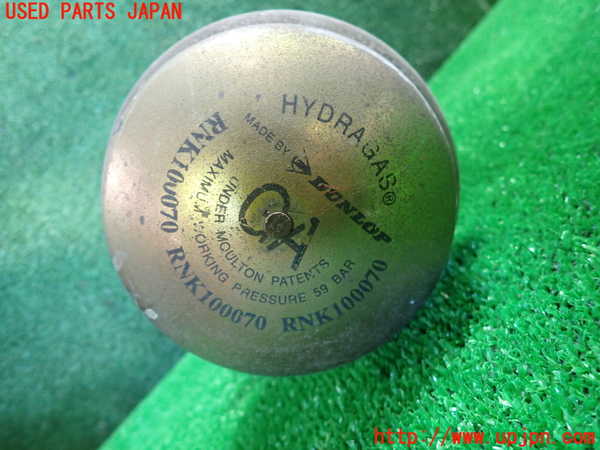 USED PARTS JAPAN
HYDRAGAS®
MADE BY DUNLOP
UNDER MOULTON PATENTS
MAXIMUM WORKING PRESSURE 59 BAR
RNK100070
RNK100070
RNK100070
http://www.upjpn.com/